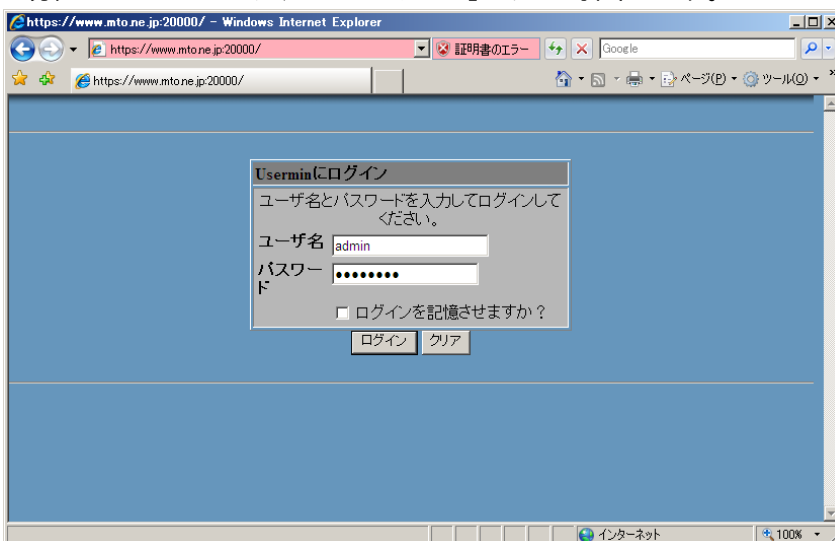 https://www.mto.ne.jp:20000/ - Windows Internet Explorer
https://www.mto.ne.jp:20000/
証明書のエラー
Google
https://www.mto.ne.jp:20000/
ページ(P)
ツール(O)
Userminにログイン
ユーザ名とパスワードを入力してログインして
ください。
ユーザ名
admin
パスワー
ド
••••••••
ログインを記憶させますか?
ログイン
クリア
インターネット
100%